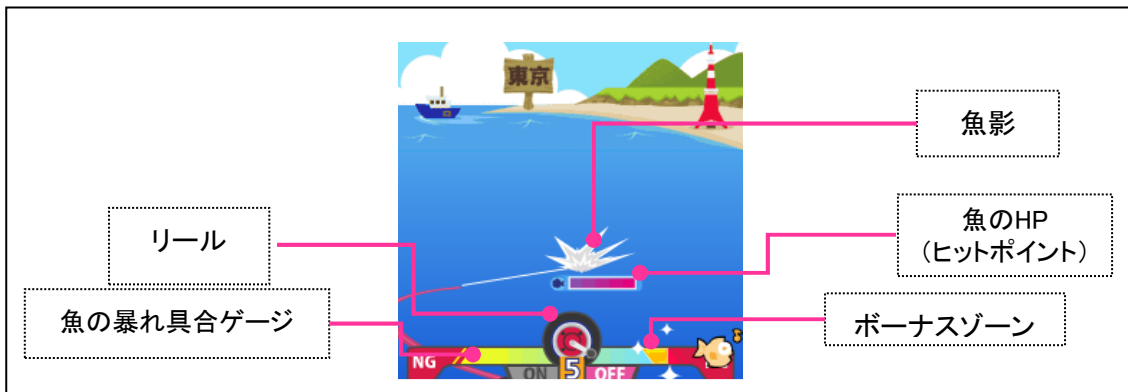 東京
魚影
魚のHP
（ヒットポイント）
リール
魚の暴れ具合ゲージ
ボーナスゾーン
NG
ON
5
OFF